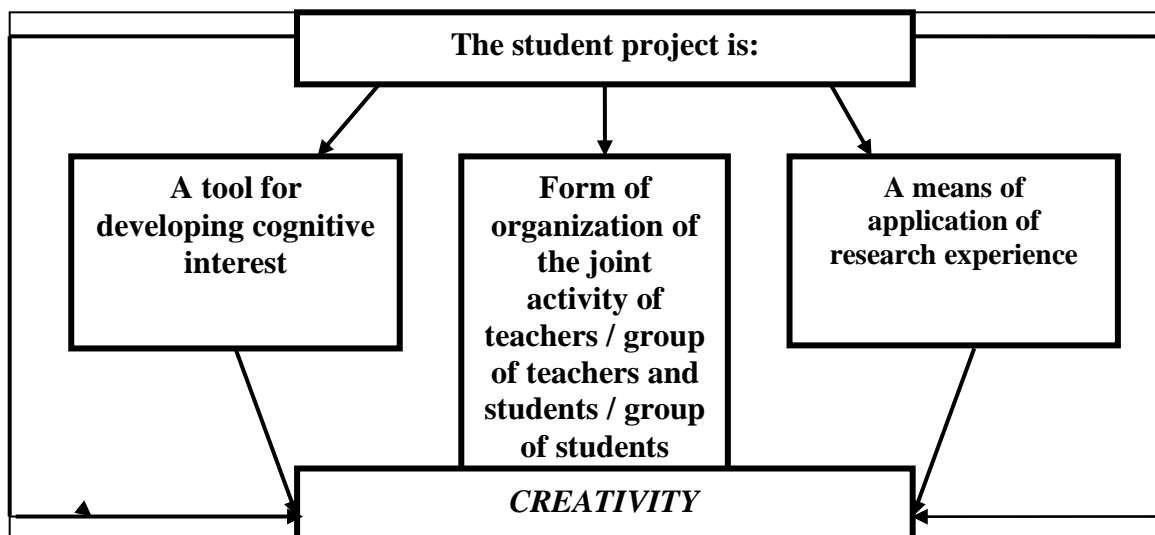 The student project is:
A tool for
developing cognitive
interest
Form of
organization of
the joint
activity of
teachers / group
of teachers and
students / group
of students
A means of
application of
research experience
CREATIVITY